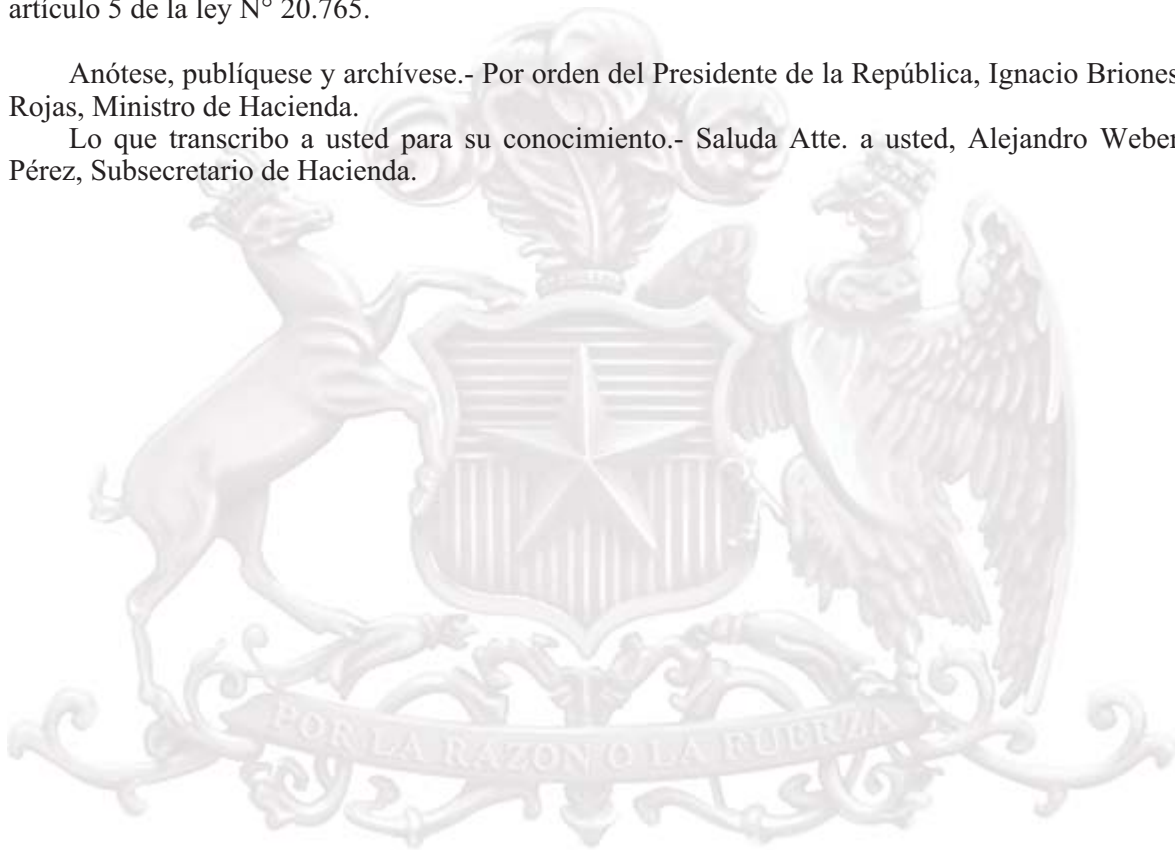 artículo 5 de la ley N° 20.765.
Anótese, publíquese y archívese.- Por orden del Presidente de la República, Ignacio Briones
Rojas, Ministro de Hacienda.
Lo que transcribo a usted para su conocimiento.- Saluda Atte. a usted, Alejandro Weber
Pérez, Subsecretario de Hacienda.
POR LA RAZON O LA FUERZA